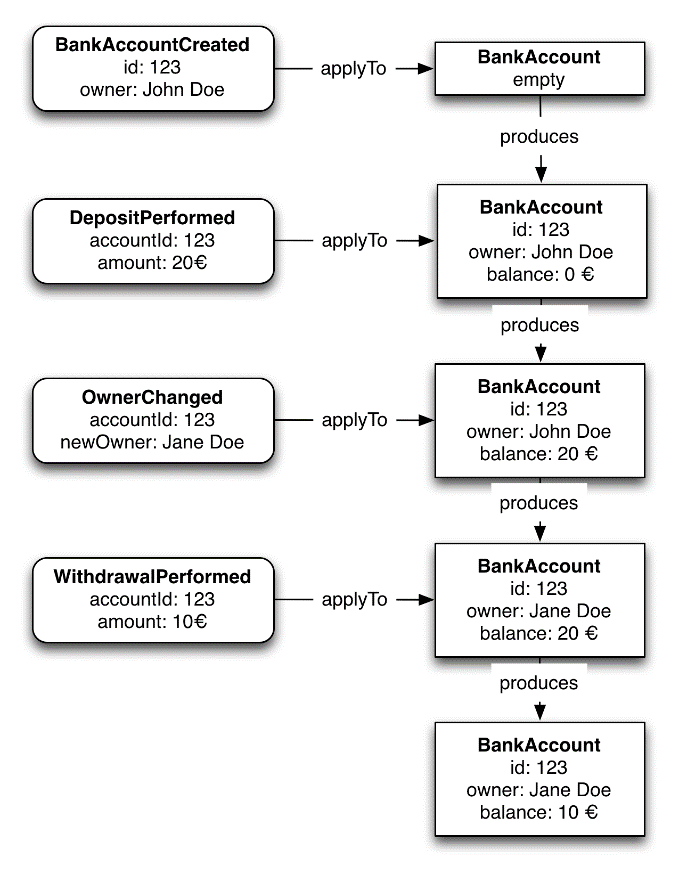 BankAccountCreated
id: 123
owner: John Doe
applyTo
BankAccount
empty
produces
DepositPerformed
accountId: 123
amount: 20€
applyTo
BankAccount
id: 123
owner: John Doe
balance: 0 €
produces
OwnerChanged
accountId: 123
newOwner: Jane Doe
applyTo
BankAccount
id: 123
owner: John Doe
balance: 20 €
produces
WithdrawalPerformed
accountId: 123
amount: 10€
applyTo
BankAccount
id: 123
owner: Jane Doe
balance: 20 €
produces
BankAccount
id: 123
owner: Jane Doe
balance: 10 €